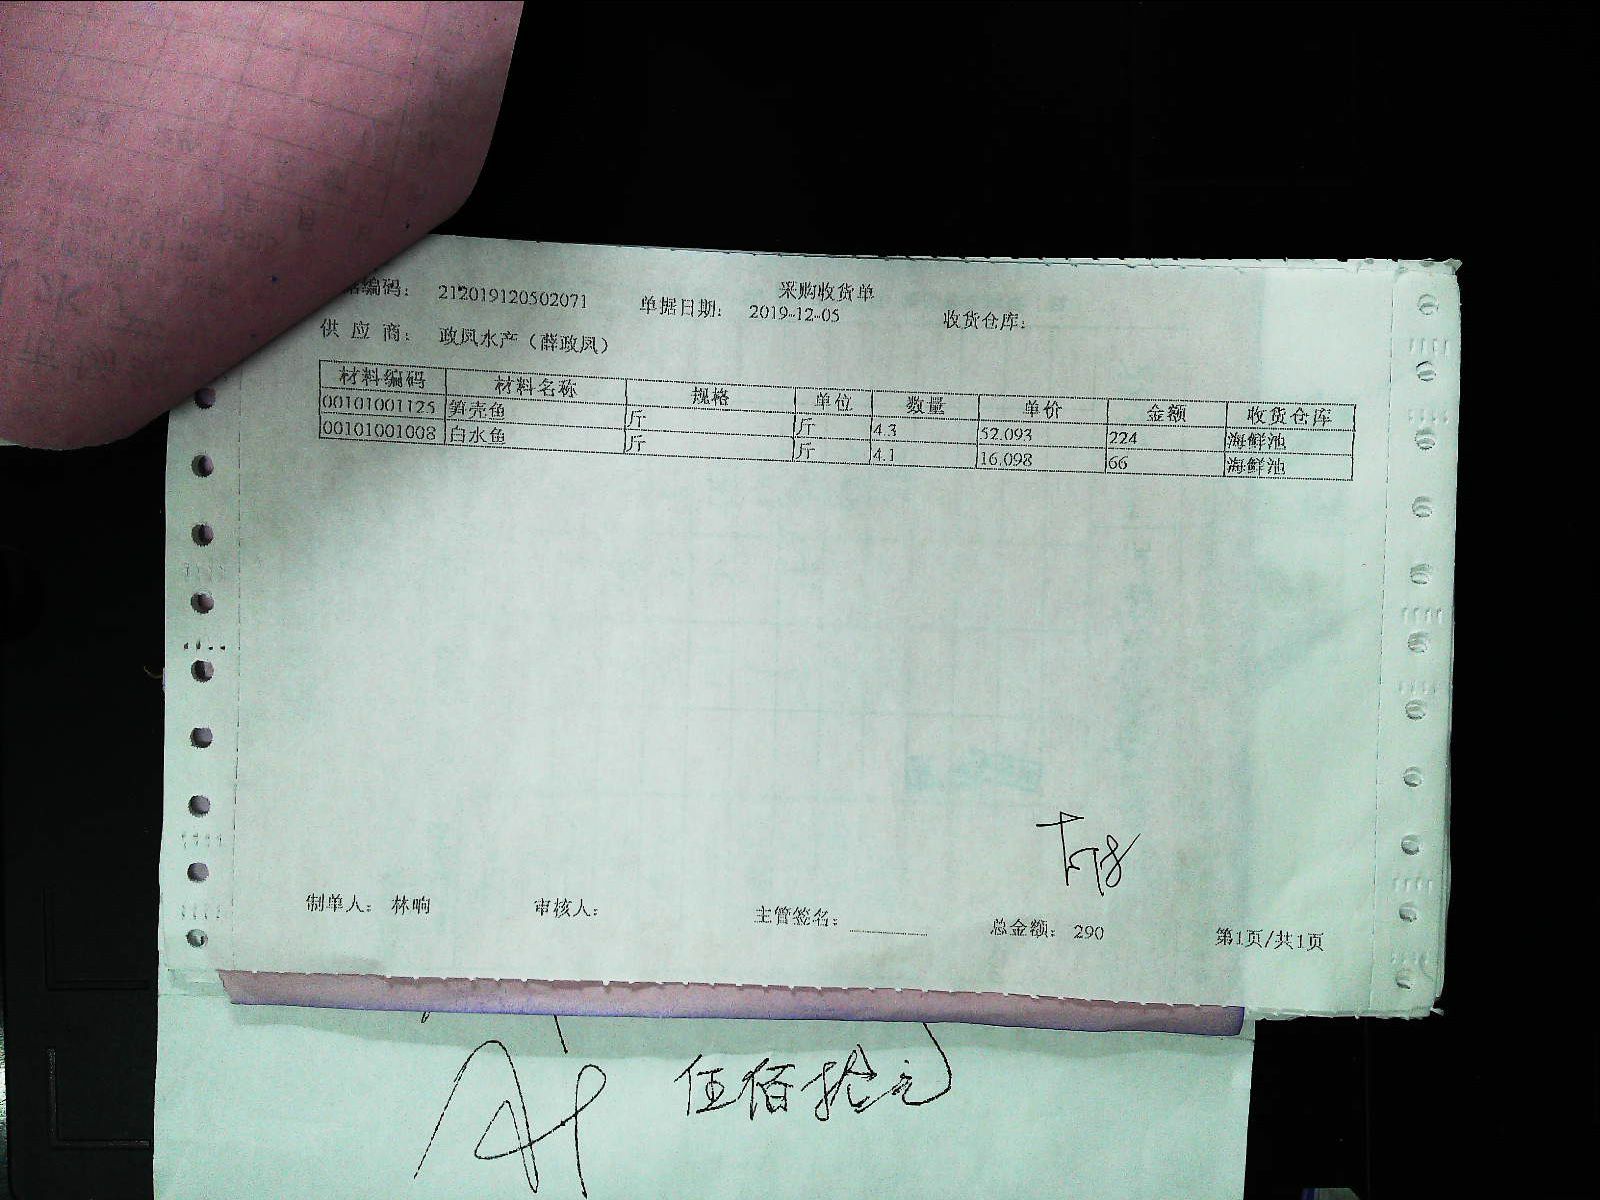 采购收货单
据编码： 212019120502071 单据日期： 2019-12-05 收货仓库：
供 应 商： 政凤水产（薛政凤）
材料编码 材料名称 规格 单位 数量 单价 金额 收货仓库
00101001125 笋壳鱼 斤 斤 4.3 52.093 224 海鲜池
00101001008 白水鱼 斤 斤 4.1 16.098 66 海鲜池
制单人： 林响 审核人： 主管签名： 总金额： 290 第1页/共1页
伍佰拾元